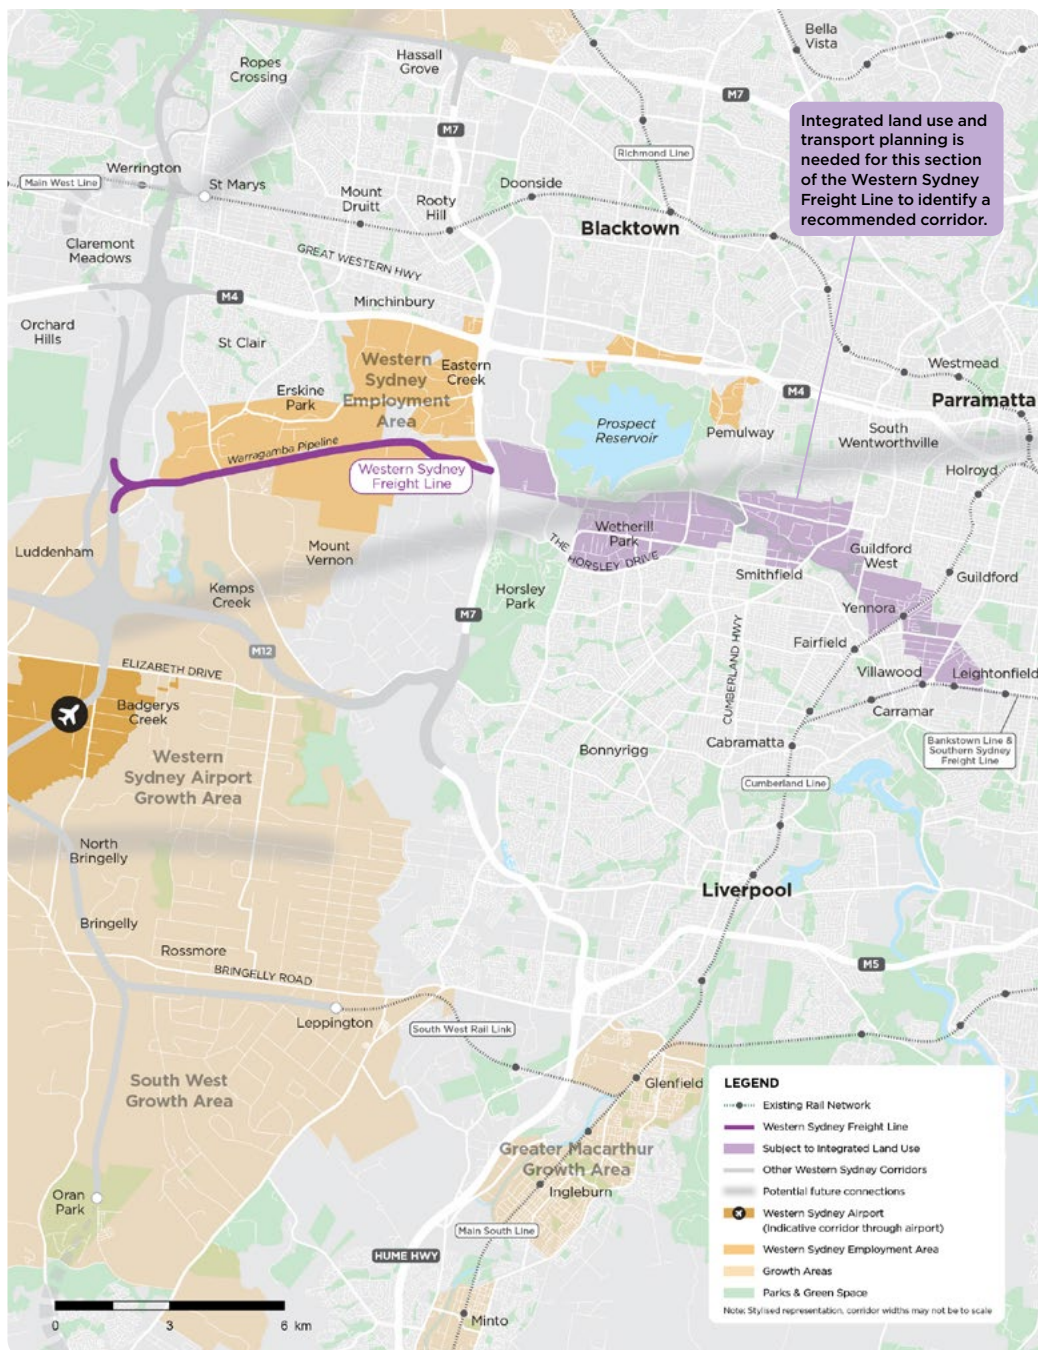 Bella
Vista
Hassall
Grove
Ropes
Crossing
M7
M7
Integrated land use and
transport planning is
needed for this section
of the Western Sydney
Freight Line to identify a
recommended corridor.
Richmond Line
Werrington
Main West Line
St Marys
Mount
Druitt
Rooty
Hill
Doonside
Blacktown
Claremont
Meadows
GREAT WESTERN HWY
M4
Minchinbury
Orchard
Hills
St Clair
Western
Sydney
Employment
Area
Eastern
Creek
Erskine
Park
Westmead
M4
Parramatta
Prospect
Reservoir
Pemulway
South
Wentworthville
Warragamba Pipeline
Western Sydney
Freight Line
Holroyd
Luddenham
Mount
Vernon
Wetherill
Park
THE HORSLEY DRIVE
Guildford
West
Smithfield
Guildford
Kemps
Creek
Horsley
Park
M7
Yennora
CUMBERLAND HWY
Fairfield
M12
ELIZABETH DRIVE
Villawood
Leightonfield
Badgerys
Creek
Carramar
Bonnyrigg
Cabramatta
Bankstown Line &
Southern Sydney
Freight Line
Western
Sydney Airport
Growth Area
Cumberland Line
North
Bringelly
Liverpool
Bringelly
Rossmore
BRINGELLY ROAD
M5
Leppington
South West Rail Link
South West
Growth Area
Glenfield
Greater Macarthur
Growth Area
Ingleburn
Oran
Park
Main South Line
HUME HWY
Minto
0 3 6 km
LEGEND
Existing Rail Network
Western Sydney Freight Line
Subject to Integrated Land Use
Other Western Sydney Corridors
Potential future connections
Western Sydney Airport
(Indicative corridor through airport)
Western Sydney Employment Area
Growth Areas
Parks & Green Space
Note: Stylised representation, corridor widths may not be to scale